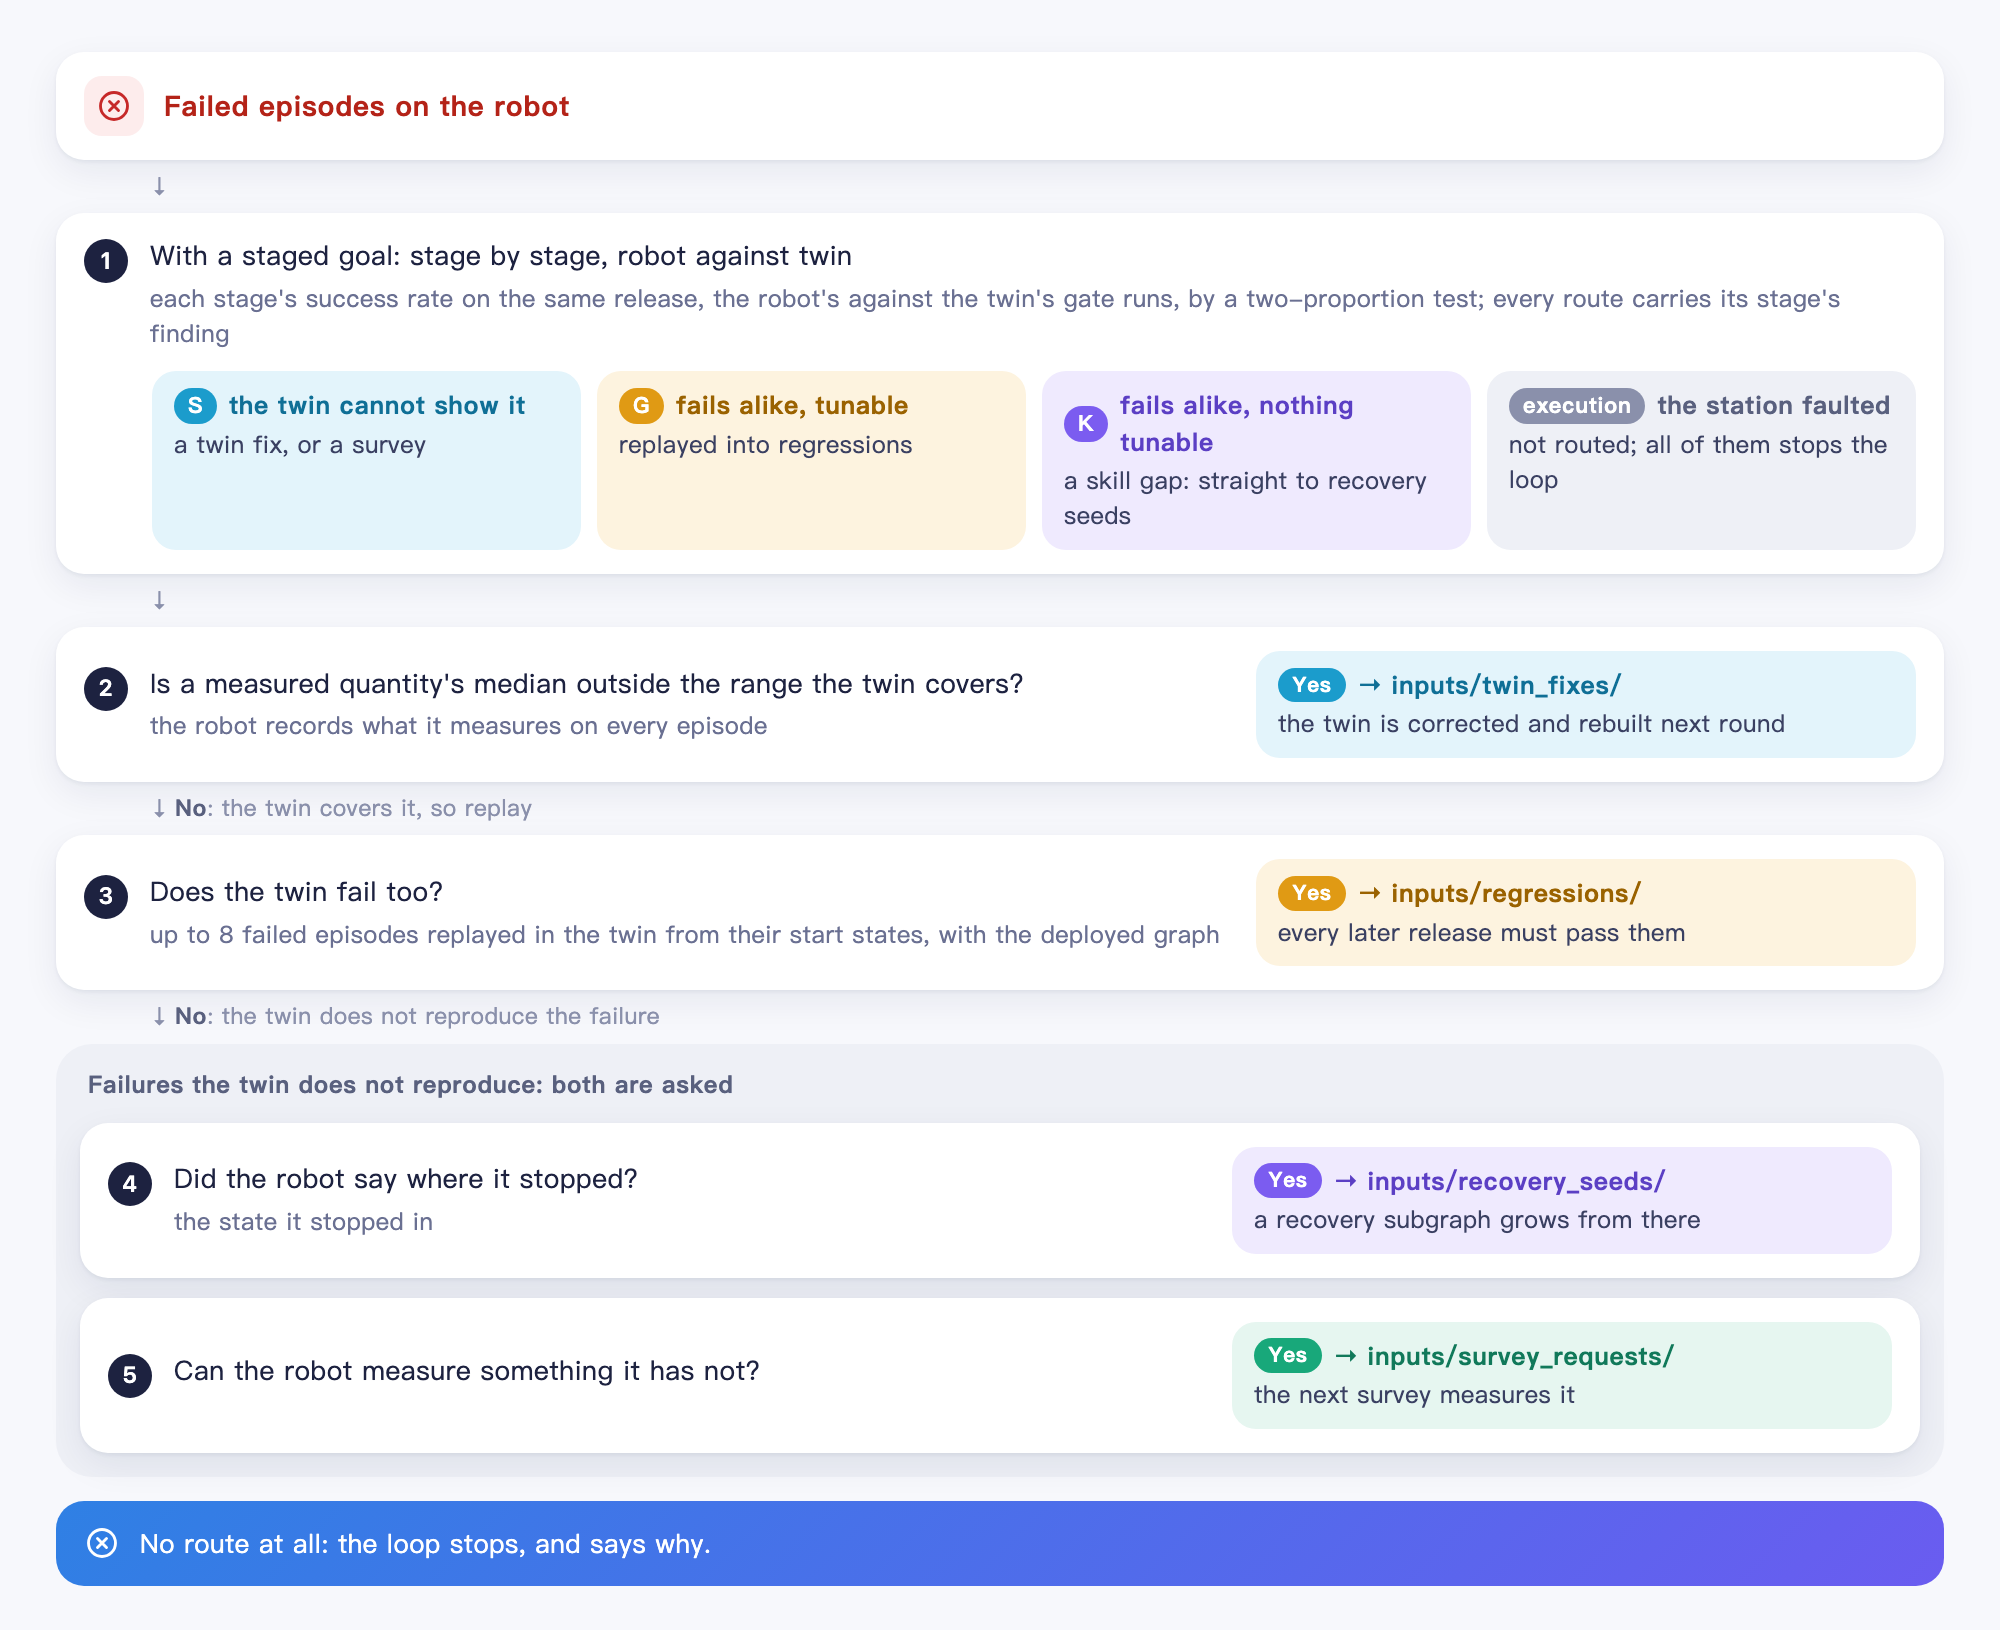 Failed episodes on the robot
↓
1 With a staged goal: stage by stage, robot against twin
each stage's success rate on the same release, the robot's against the twin's gate runs, by a two-proportion test; every route carries its stage's
finding
S the twin cannot show it
a twin fix, or a survey
G fails alike, tunable
replayed into regressions
K fails alike, nothing
tunable
a skill gap: straight to recovery
seeds
execution the station faulted
not routed; all of them stops the
loop
↓
2 Is a measured quantity's median outside the range the twin covers?
the robot records what it measures on every episode
Yes → inputs/twin_fixes/
the twin is corrected and rebuilt next round
↓ No: the twin covers it, so replay
3 Does the twin fail too?
up to 8 failed episodes replayed in the twin from their start states, with the deployed graph
Yes → inputs/regressions/
every later release must pass them
↓ No: the twin does not reproduce the failure
Failures the twin does not reproduce: both are asked
4 Did the robot say where it stopped?
the state it stopped in
Yes → inputs/recovery_seeds/
a recovery subgraph grows from there
5 Can the robot measure something it has not?
Yes → inputs/survey_requests/
the next survey measures it
No route at all: the loop stops, and says why.